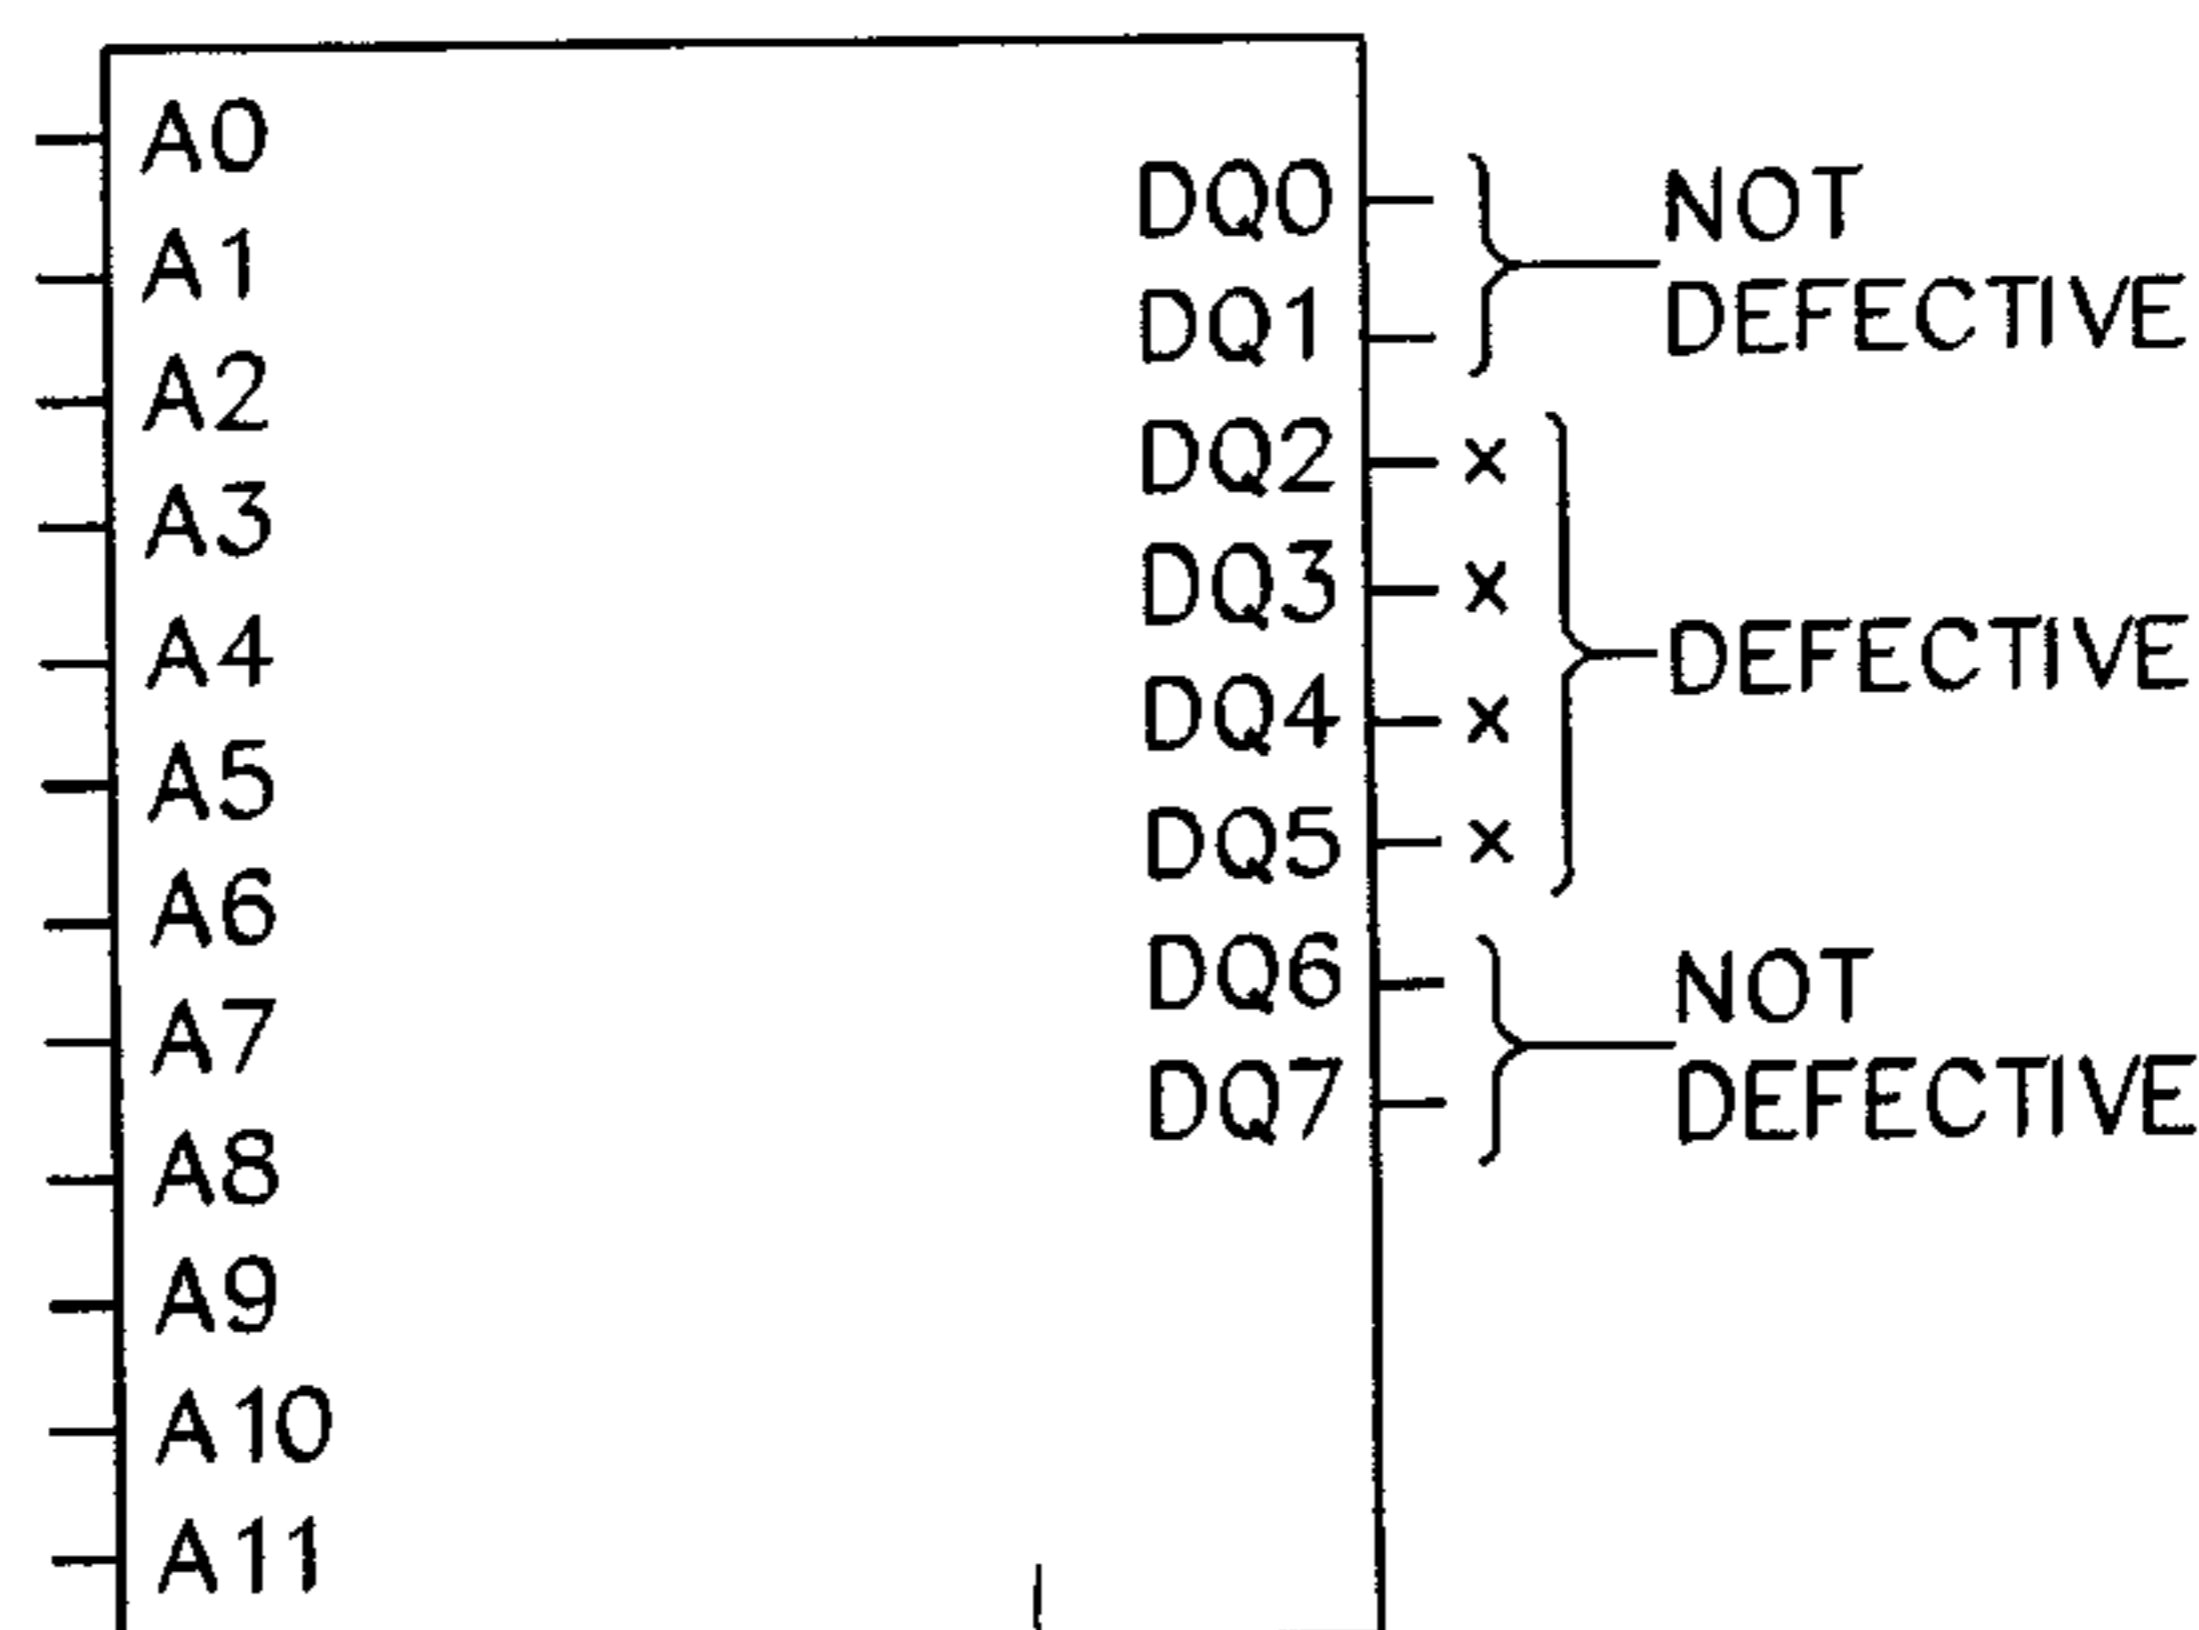 A0
A1
A2
A3
A4
A5
A6
A7
A8
A9
A10
A11
DQ0
DQ1
DQ2 ×
DQ3 ×
DQ4 ×
DQ5 ×
DQ6
DQ7
NOT
DEFECTIVE
DEFECTIVE
NOT
DEFECTIVE